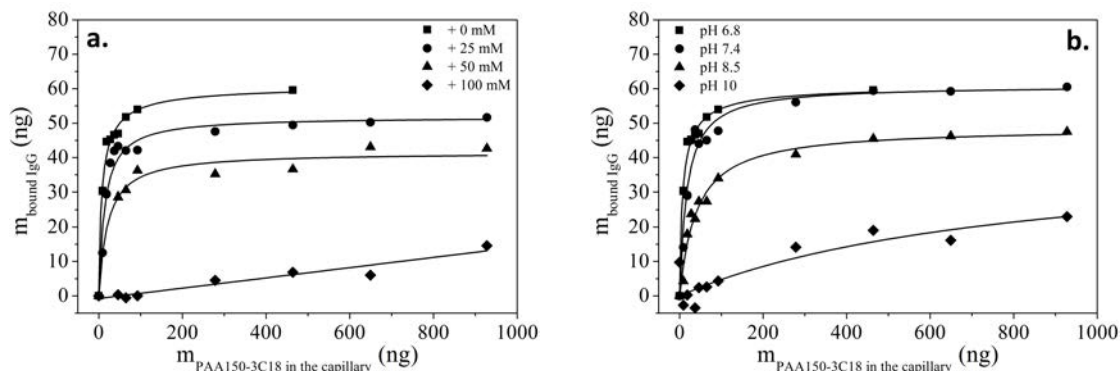 a.
+ 0 mM
+ 25 mM
+ 50 mM
+ 100 mM
80
70
60
50
40
30
20
10
0
m bound IgG (ng)
0 200 400 600 800 1000
m PAA150-3C18 in the capillary (ng)
b.
pH 6.8
pH 7.4
pH 8.5
pH 10
80
70
60
50
40
30
20
10
0
m bound IgG (ng)
0 200 400 600 800 1000
m PAA150-3C18 in the capillary (ng)